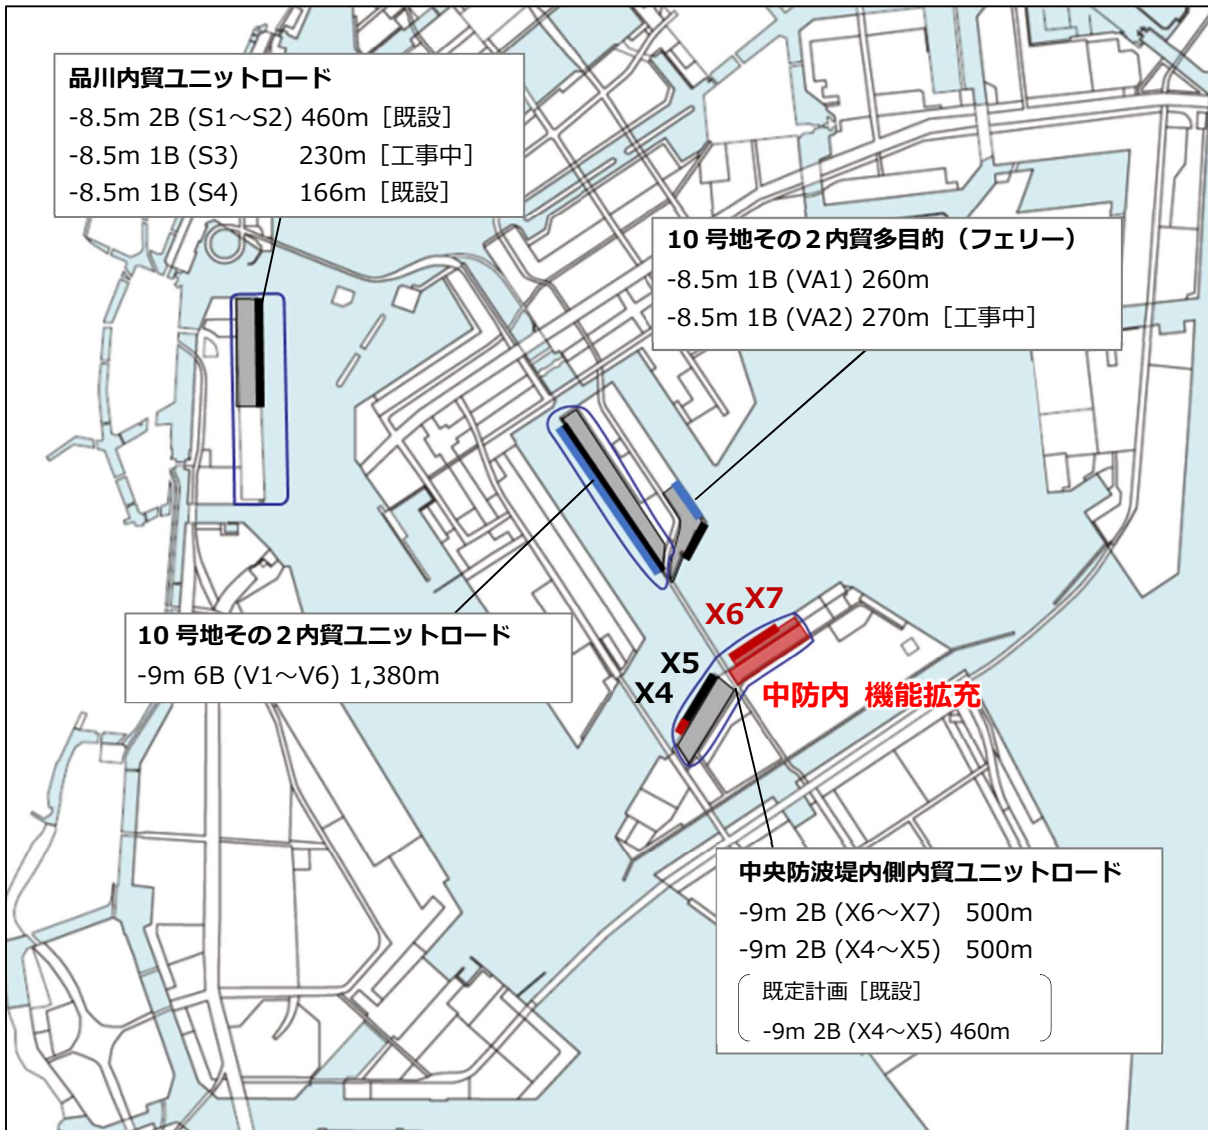 品川内貿ユニットロード
-8.5m 2B (S1～S2) 460m［既設］
-8.5m 1B (S3) 230m［工事中］
-8.5m 1B (S4) 166m［既設］
10 号地その２内貿多目的（フェリー）
-8.5m 1B (VA1) 260m
-8.5m 1B (VA2) 270m［工事中］
10 号地その２内貿ユニットロード
-9m 6B (V1～V6) 1,380m
X7
X6
X5
X4
中防内 機能拡充
中央防波堤内側内貿ユニットロード
-9m 2B (X6～X7) 500m
-9m 2B (X4～X5) 500m
既定計画［既設］
-9m 2B (X4～X5) 460m